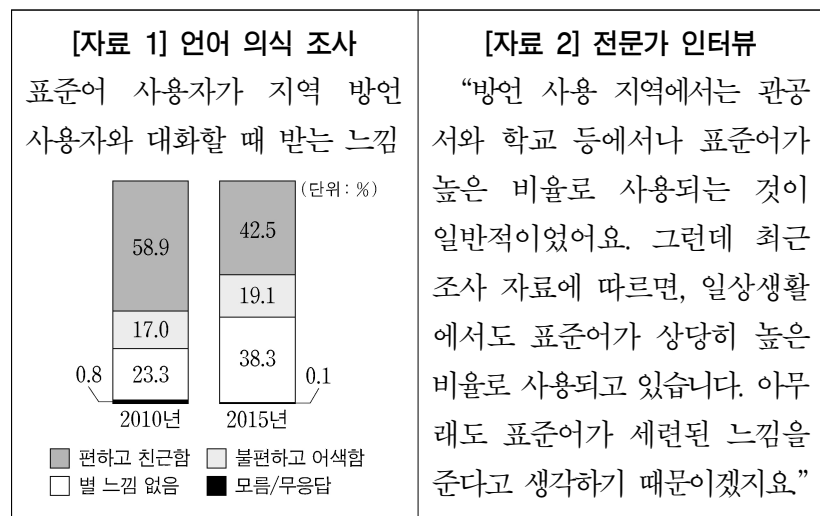 [자료 1] 언어 의식 조사
표준어 사용자가 지역 방언
사용자와 대화할 때 받는 느낌
(단위: %)
58.9
17.0
23.3
0.8
2010년
42.5
19.1
38.3
0.1
2015년
편하고 친근함
불편하고 어색함
별 느낌 없음
모름/무응답
[자료 2] 전문가 인터뷰
“방언 사용 지역에서는 관공
서와 학교 등에서나 표준어가
높은 비율로 사용되는 것이
일반적이었어요. 그런데 최근
조사 자료에 따르면, 일상생활
에서도 표준어가 상당히 높은
비율로 사용되고 있습니다. 아무
래도 표준어가 세련된 느낌을
준다고 생각하기 때문이겠지요.”